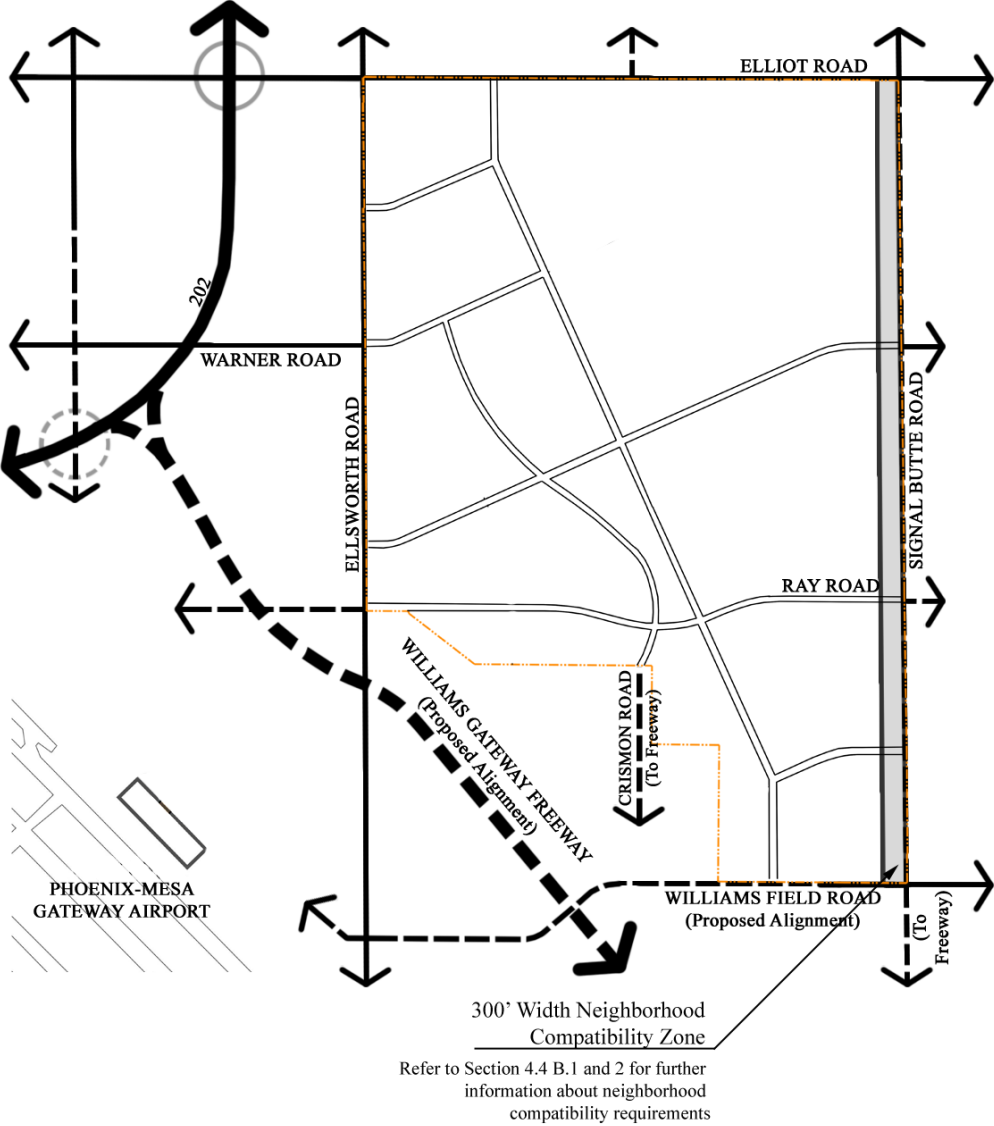 ELLIOT ROAD
202
WARNER ROAD
ELLSWORTH ROAD
SIGNAL BUTTE ROAD
RAY ROAD
WILLIAMS GATEWAY FREEWAY
(Proposed Alignment)
CRISMON ROAD
(To Freeway)
PHOENIX-MESA
GATEWAY AIRPORT
WILLIAMS FIELD ROAD
(Proposed Alignment)
(To
Freeway)
300’ Width Neighborhood
Compatibility Zone
Refer to Section 4.4 B.1 and 2 for further
information about neighborhood
compatibility requirements